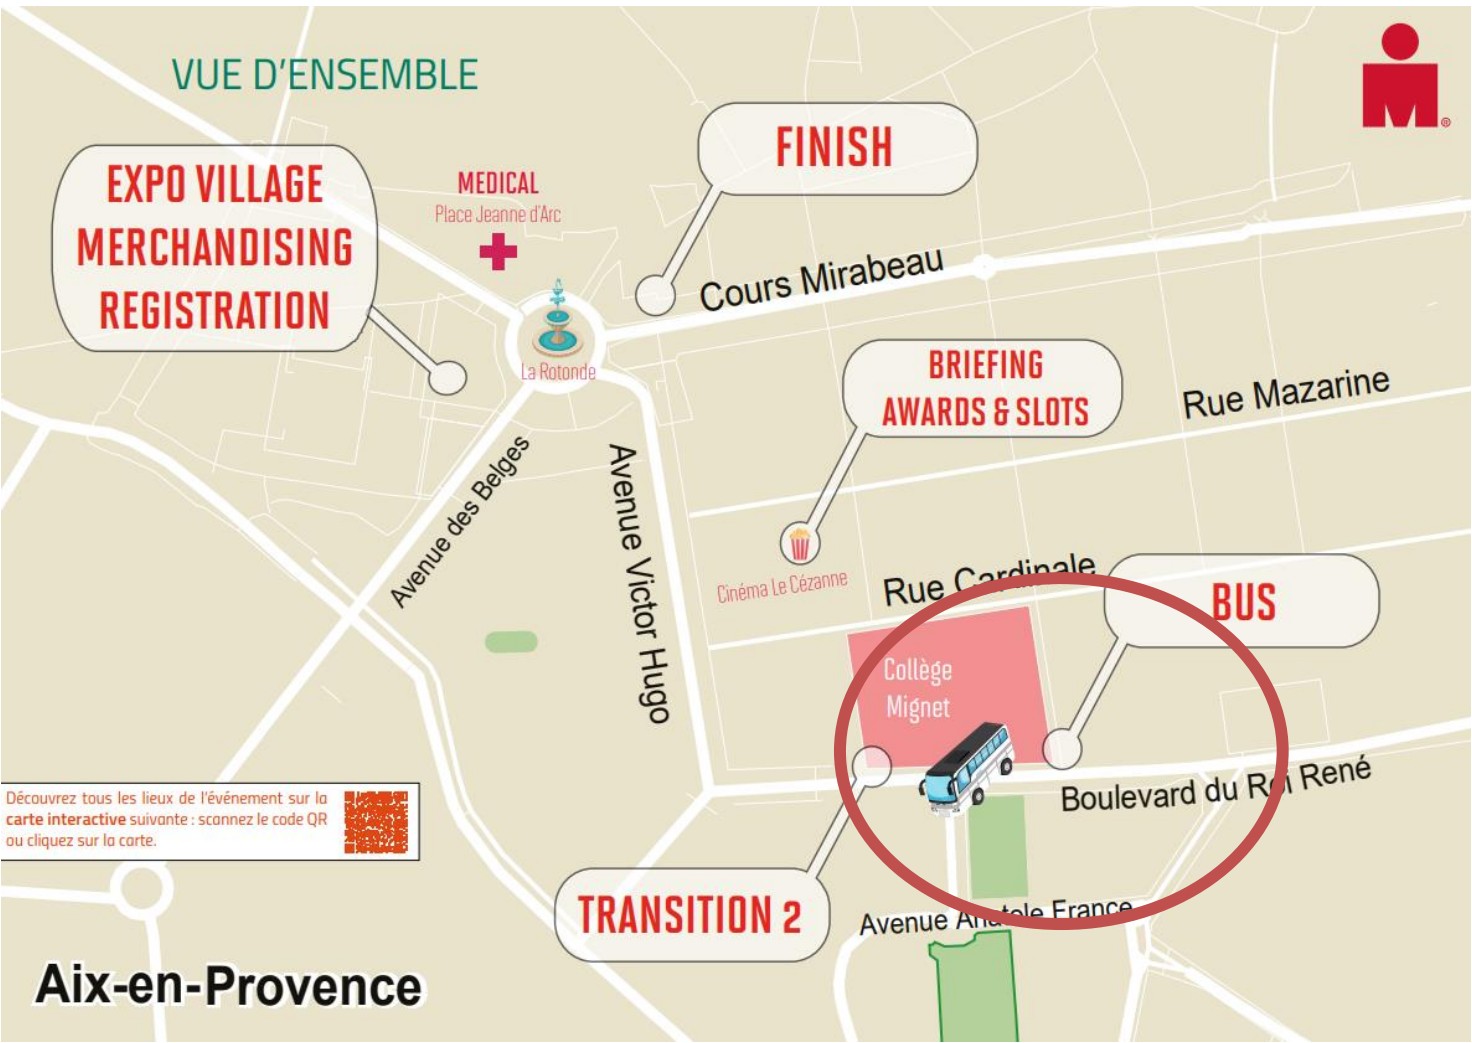 VUE D'ENSEMBLE
FINISH
EXPO VILLAGE
MERCHANDISING
REGISTRATION
MEDICAL
Place Jeanne d'Arc
Cours Mirabeau
La Rotonde
BRIEFING
AWARDS & SLOTS
Rue Mazarine
Avenue des Belges
Avenue Victor Hugo
Cinéma Le Cézanne
Rue Cardinale
BUS
Collège
Mignet
Boulevard du Roi René
Découvrez tous les lieux de l'événement sur la
carte interactive suivante : scannez le code QR
ou cliquez sur la carte.
TRANSITION 2
Avenue Anatole France
Aix-en-Provence
®